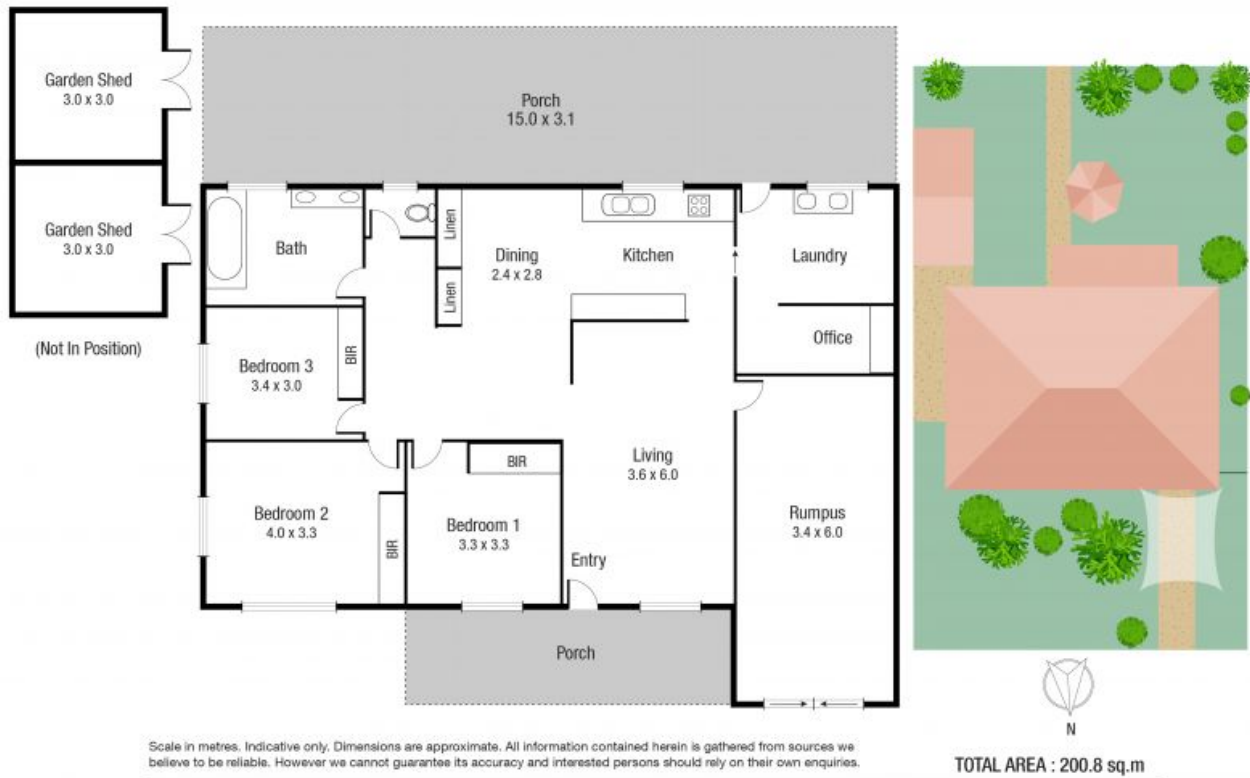 Garden Shed
3.0 x 3.0
Garden Shed
3.0 x 3.0
(Not In Position)
Porch
15.0 x 3.1
Bath
Linen
Linen
Dining
2.4 x 2.8
Kitchen
Laundry
Office
Bedroom 3
3.4 x 3.0
BIR
Bedroom 2
4.0 x 3.3
BIR
Bedroom 1
3.3 x 3.3
BIR
Living
3.6 x 6.0
Entry
Rumpus
3.4 x 6.0
Porch
N
Scale in metres. Indicative only. Dimensions are approximate. All information contained herein is gathered from sources we
believe to be reliable. However we cannot guarantee its accuracy and interested persons should rely on their own enquiries.
TOTAL AREA : 200.8 sq.m